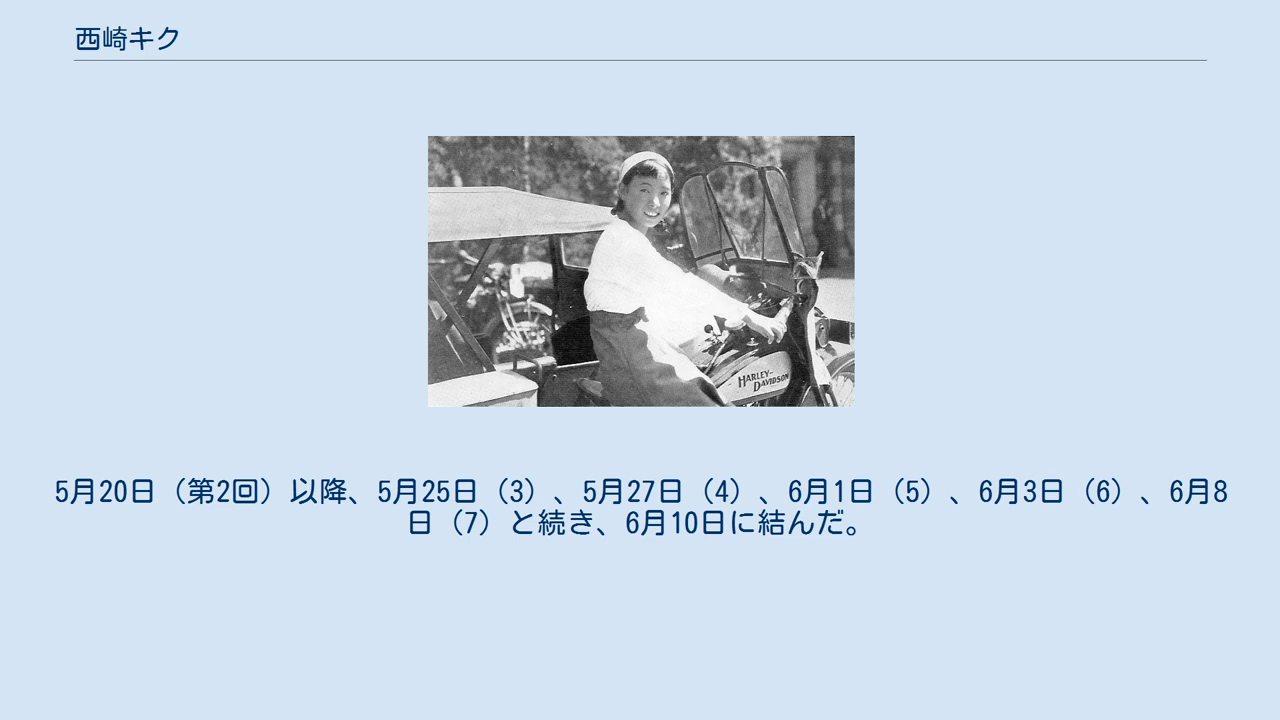 西崎キク
HARLEY-
DAVIDSON
5月20日（第2回）以降、5月25日（3）、5月27日（4）、6月1日（5）、6月3日（6）、6月8
日（7）と続き、6月10日に結んだ。